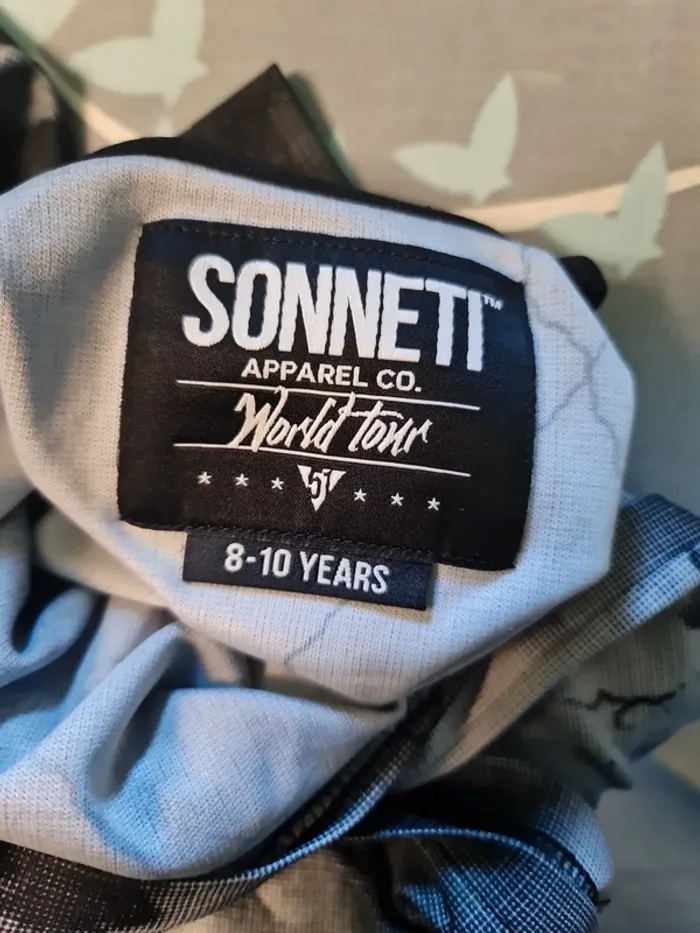 SONNETI™
APPAREL CO.
World tour
8-10 YEARS